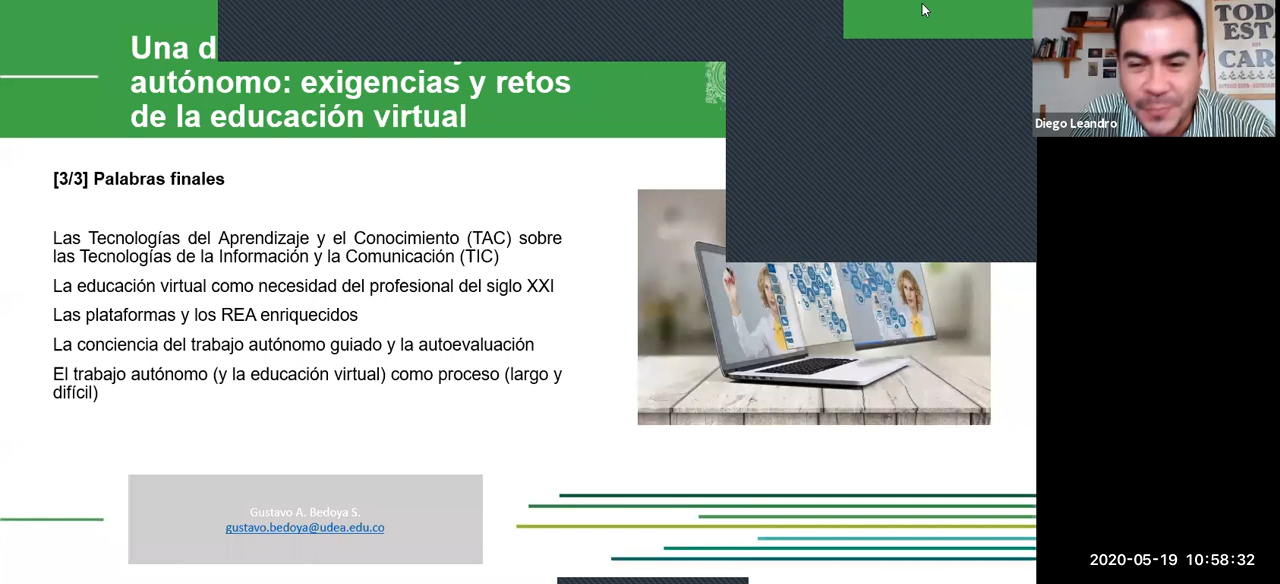 Una d
autónomo: exigencias y retos
de la educación virtual
[3/3] Palabras finales
Las Tecnologías del Aprendizaje y el Conocimiento (TAC) sobre
las Tecnologías de la Información y la Comunicación (TIC)
La educación virtual como necesidad del profesional del siglo XXI
Las plataformas y los REA enriquecidos
La conciencia del trabajo autónomo guiado y la autoevaluación
El trabajo autónomo (y la educación virtual) como proceso (largo y
difícil)
Gustavo A. Bedoya S.
gustavo.bedoya@udea.edu.co
TOD
EST
CAR
Diego Leandro
2020-05-19 10:58:32